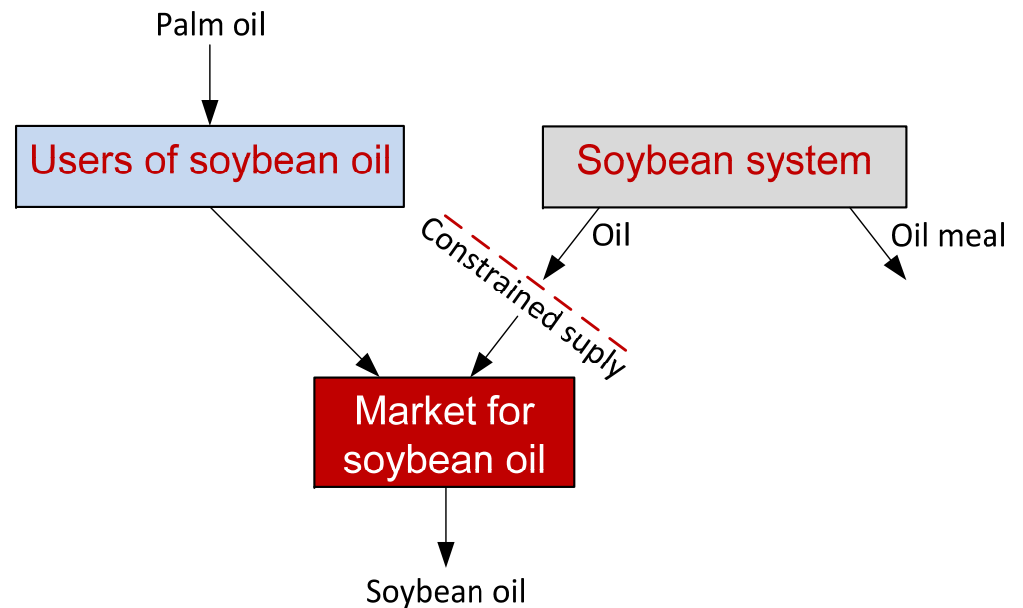 Palm oil
Users of soybean oil
Soybean system
Oil
Oil meal
Constrained suply
Market for
soybean oil
Soybean oil